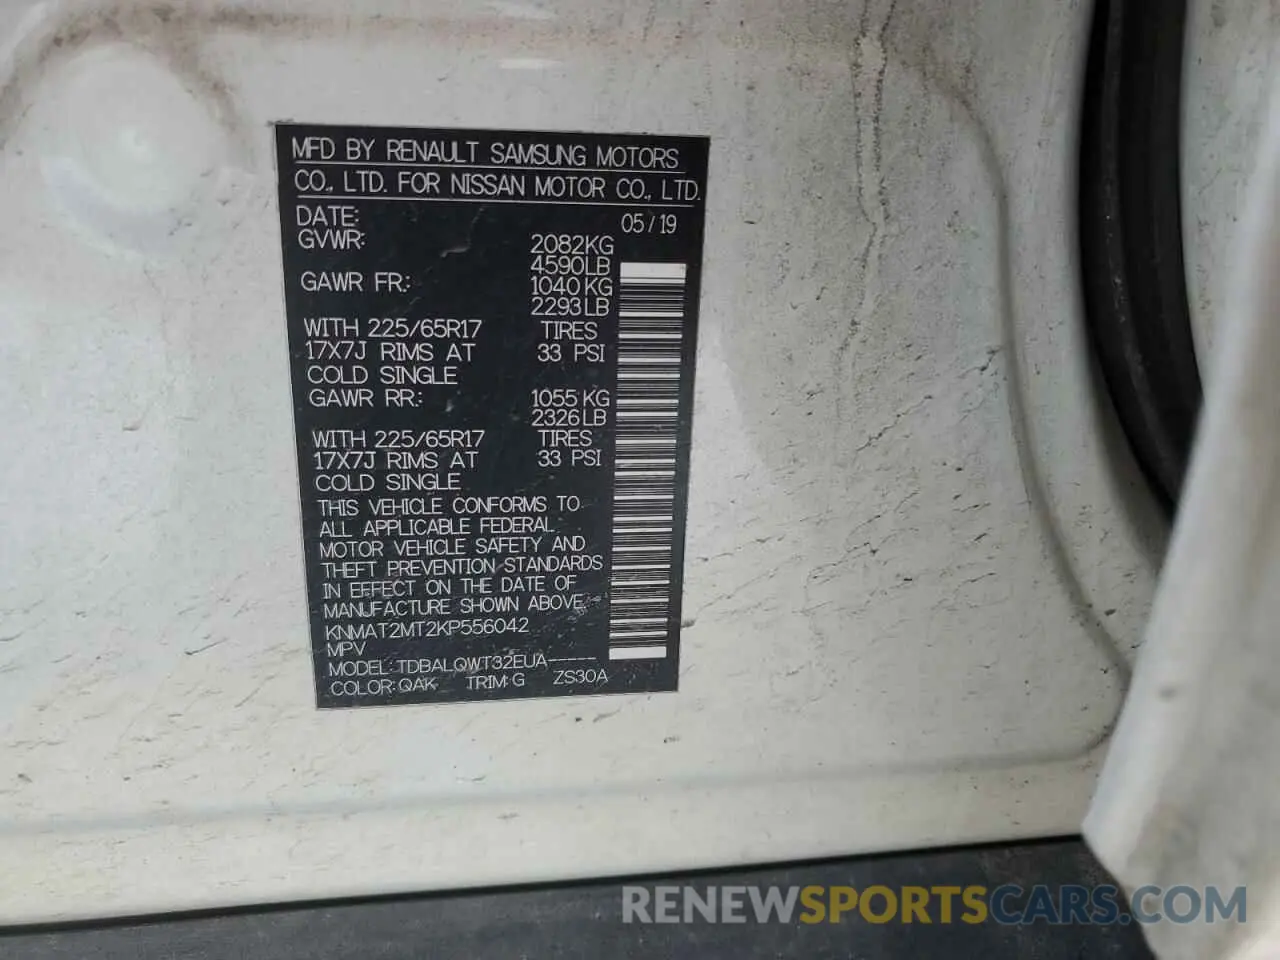 MFD BY RENAULT SAMSUNG MOTORS
CO., LTD. FOR NISSAN MOTOR CO., LTD.
DATE: 05/19
GVWR: 2082KG
4590LB
GAWR FR: 1040KG
2293LB
WITH 225/65R17 TIRES
17X7J RIMS AT 33 PSI
COLD SINGLE
GAWR RR: 1055KG
2326LB
WITH 225/65R17 TIRES
17X7J RIMS AT 33 PSI
COLD SINGLE
THIS VEHICLE CONFORMS TO
ALL APPLICABLE FEDERAL
MOTOR VEHICLE SAFETY AND
THEFT PREVENTION STANDARDS
IN EFFECT ON THE DATE OF
MANUFACTURE SHOWN ABOVE.
KNMAT2MT2KP556042
MPV
MODEL: TDBALQWT32EUA-----
COLOR: QAK TRIM: G ZS30A
RENEWSPORTSCARS.COM